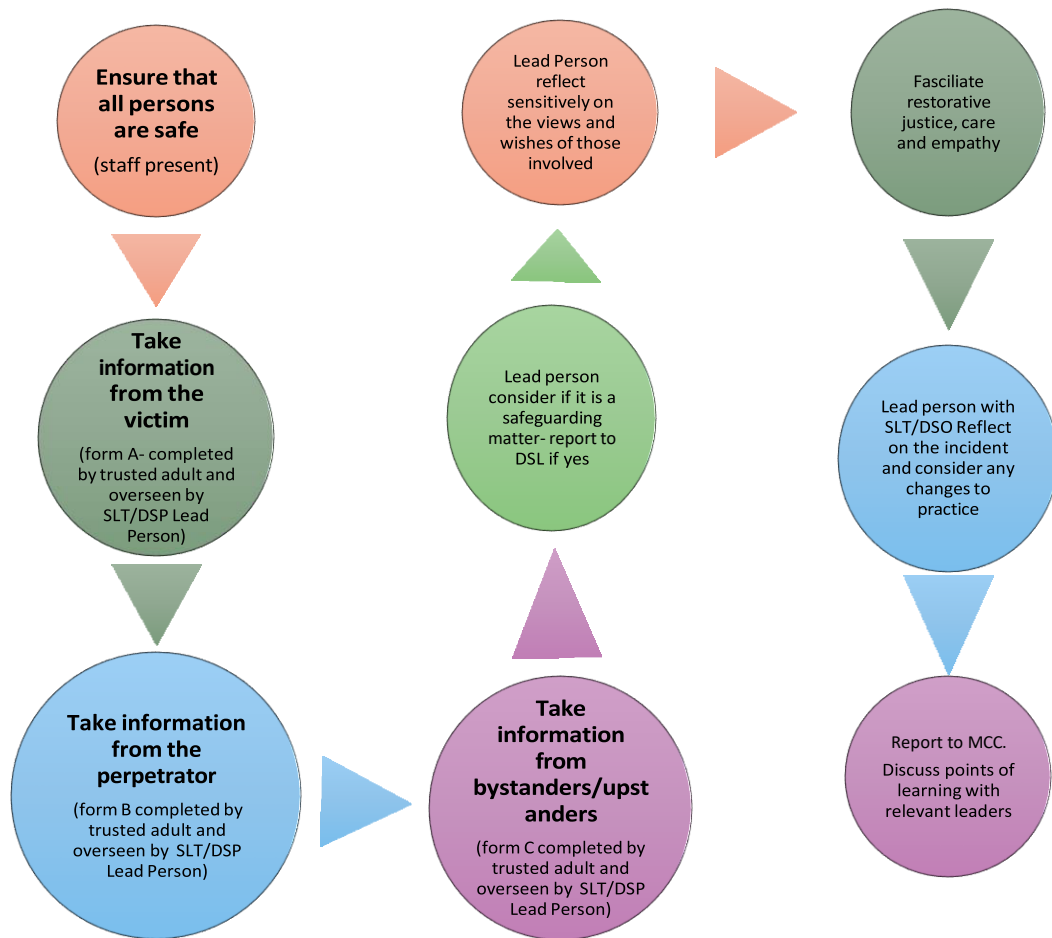 Ensure that
all persons
are safe
(staff present)
Take
information
from the
victim
(form A- completed
by trusted adult and
overseen by
SLT/DSP Lead
Person)
Take information
from the
perpetrator
(form B completed by
trusted adult and
overseen by SLT/DSP
Lead Person)
Take
information
from
bystanders/upst
anders
(form C completed by
trusted adult and
overseen by SLT/DSP
Lead Person)
Lead person
consider if it is a
safeguarding
matter- report to
DSL if yes
Lead Person
reflect
sensitively on
the views and
wishes of those
involved
Fasciliate
restorative
justice, care
and empathy
Lead person with
SLT/DSO Reflect
on the incident
and consider any
changes to
practice
Report to MCC.
Discuss points of
learning with
relevant leaders